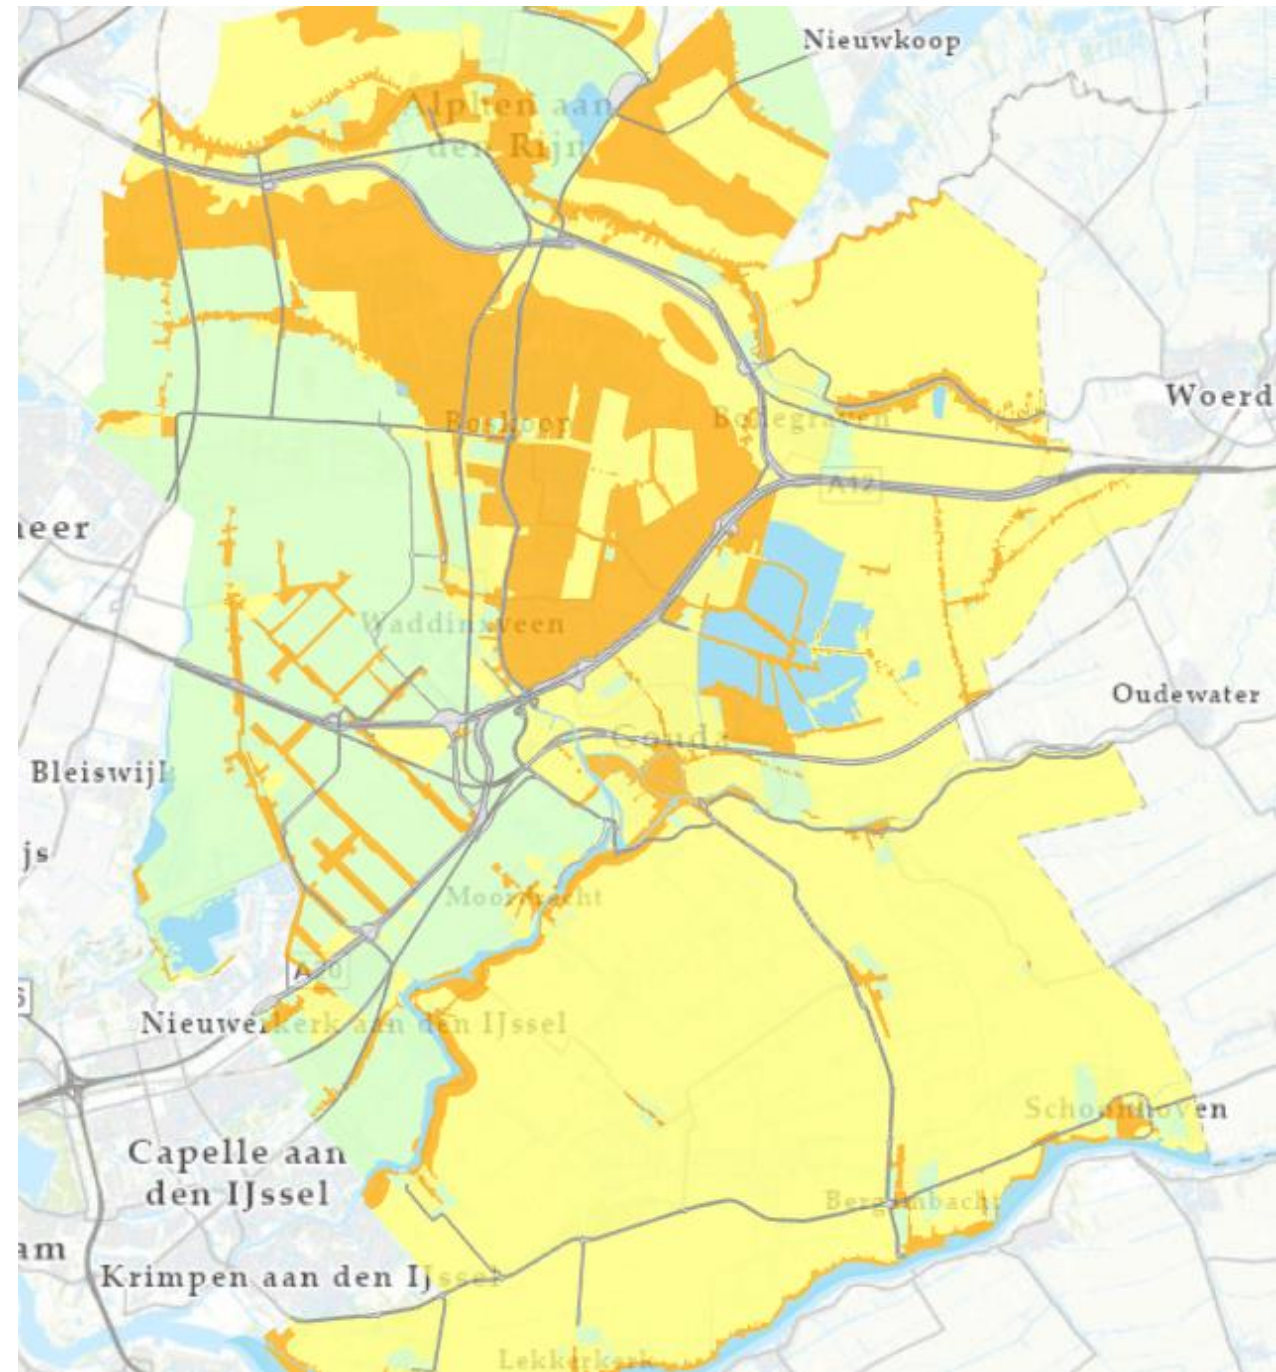 Nieuwkoop
Alphen aan
den Rijn
Woerd
Boskoop
Bodegraven
A12
neer
Waddinxveen
Oudewater
Gouda
Bleiswijk
js
Moordrecht
A20
Nieuwerkerk aan den IJssel
Schoonhoven
Capelle aan
den IJssel
Bergambacht
am
Krimpen aan den IJssel
Lekkerkerk